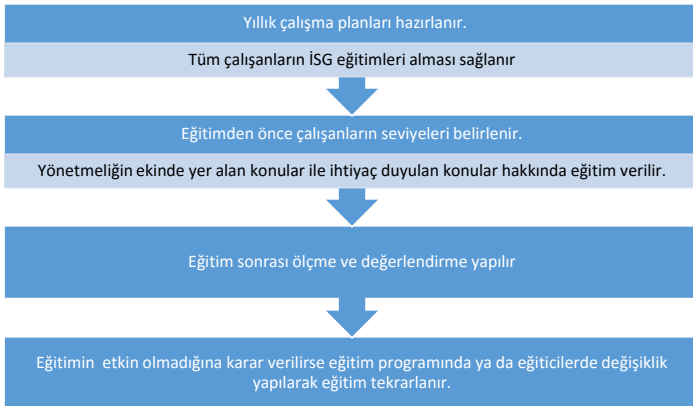 Yıllık çalışma planları hazırlanır.
Tüm çalışanların İSG eğitimleri alması sağlanır
Eğitimden önce çalışanların seviyeleri belirlenir.
Yönetmeliğin ekinde yer alan konular ile ihtiyaç duyulan konular hakkında eğitim verilir.
Eğitim sonrası ölçme ve değerlendirme yapılır
Eğitimin etkin olmadığına karar verilirse eğitim programında ya da eğiticilerde değişiklik
yapılarak eğitim tekrarlanır.